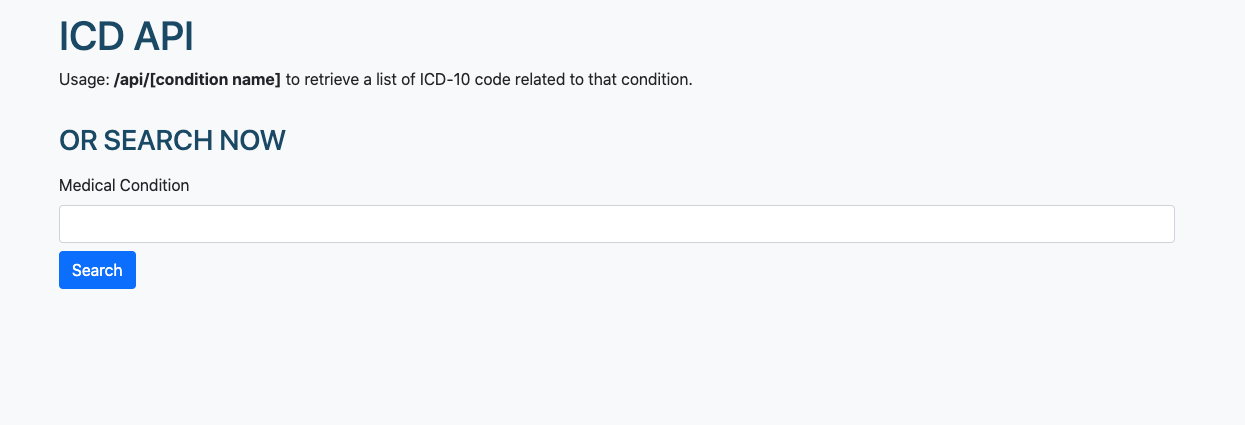 ICD API
Usage: /api/[condition name] to retrieve a list of ICD-10 code related to that condition.
OR SEARCH NOW
Medical Condition
Search